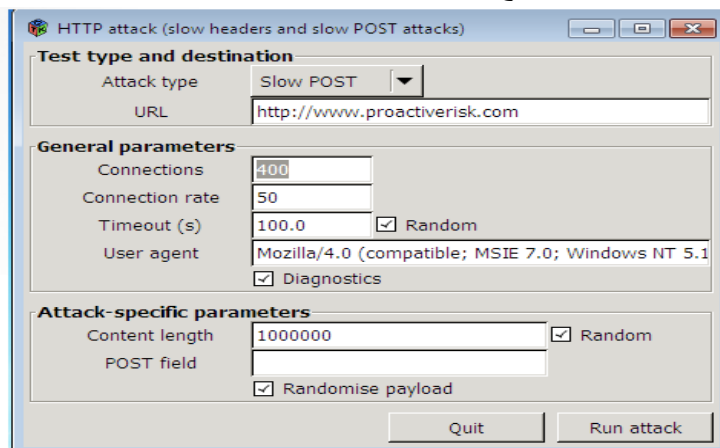 HTTP attack (slow headers and slow POST attacks)
Test type and destination
Attack type Slow POST
URL http://www.proactiverisk.com
General parameters
Connections 400
Connection rate 50
Timeout (s) 100.0 Random
User agent Mozilla/4.0 (compatible; MSIE 7.0; Windows NT 5.1
Diagnostics
Attack-specific parameters
Content length 1000000 Random
POST field
Randomise payload
Quit Run attack